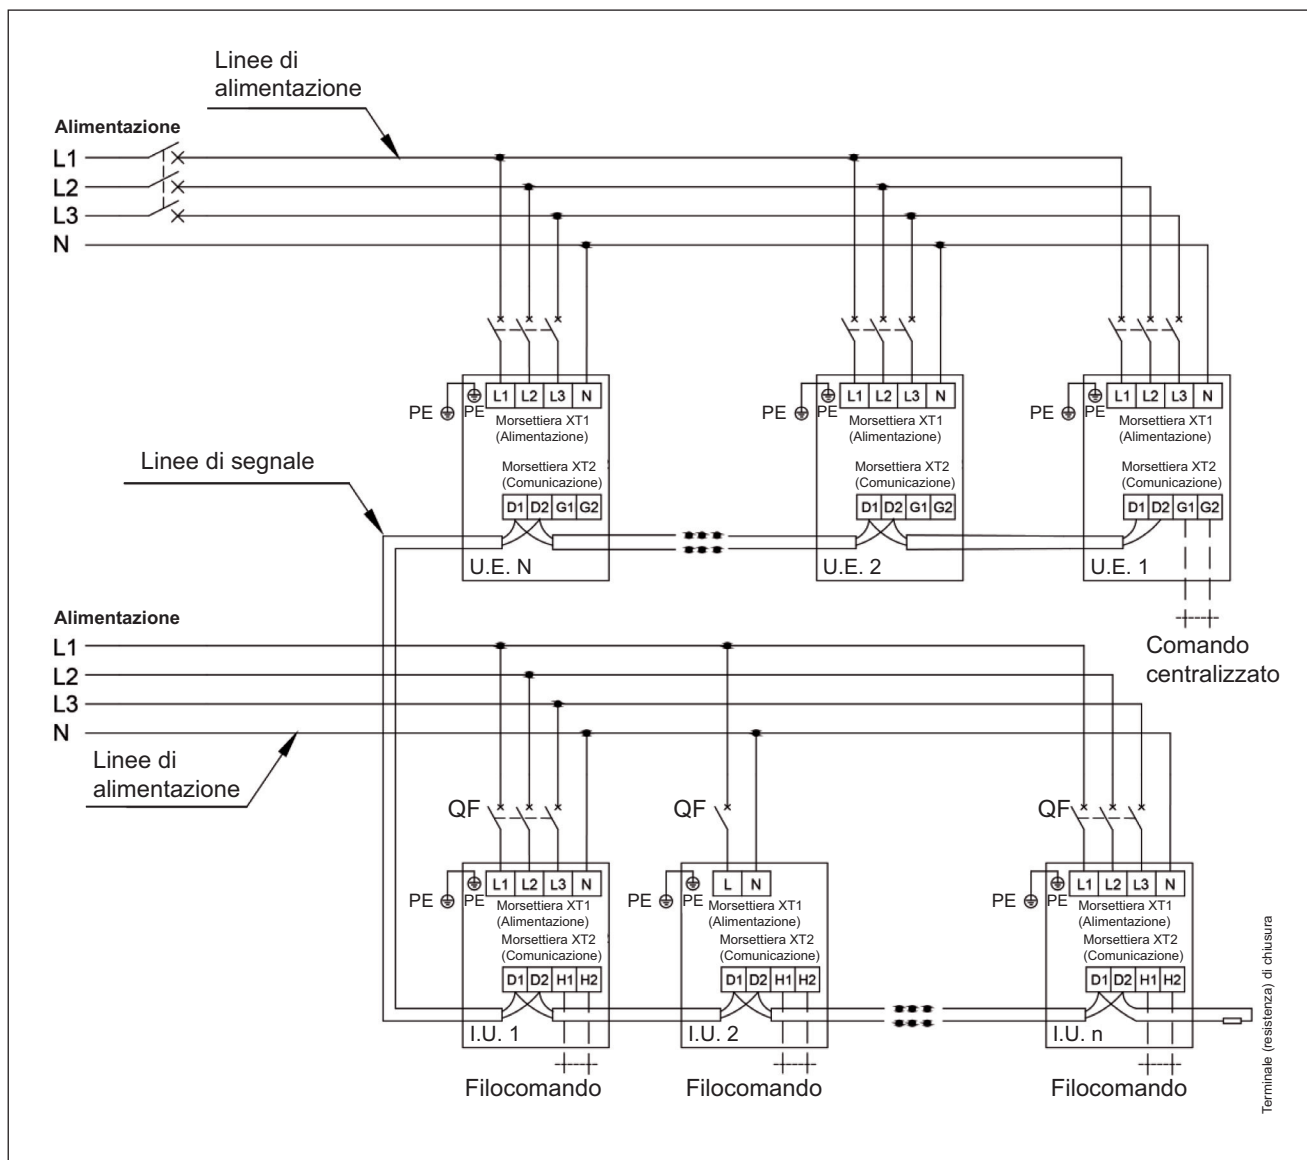 Linee di
alimentazione
Alimentazione
L1
L2
L3
N
L1 L2 L3 N
L1 L2 L3 N
L1 L2 L3 N
PE PE
PE PE
PE PE
Morsettiera XT1
(Alimentazione)
Morsettiera XT1
(Alimentazione)
Morsettiera XT1
(Alimentazione)
Linee di segnale
Morsettiera XT2
(Comunicazione)
Morsettiera XT2
(Comunicazione)
Morsettiera XT2
(Comunicazione)
D1 D2 G1 G2
D1 D2 G1 G2
D1 D2 G1 G2
U.E. N
U.E. 2
U.E. 1
Comando
centralizzato
Alimentazione
L1
L2
L3
N
Linee di
alimentazione
QF
QF
QF
L1 L2 L3 N
L N
L1 L2 L3 N
PE PE
PE PE
PE PE
Morsettiera XT1
(Alimentazione)
Morsettiera XT1
(Alimentazione)
Morsettiera XT1
(Alimentazione)
Morsettiera XT2
(Comunicazione)
Morsettiera XT2
(Comunicazione)
Morsettiera XT2
(Comunicazione)
D1 D2 H1 H2
D1 D2 H1 H2
D1 D2 H1 H2
I.U. 1
I.U. 2
I.U. n
Filocomando
Filocomando
Filocomando
Terminale (resistenza) di chiusura